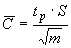 C̅ = (t_p · S) / √m